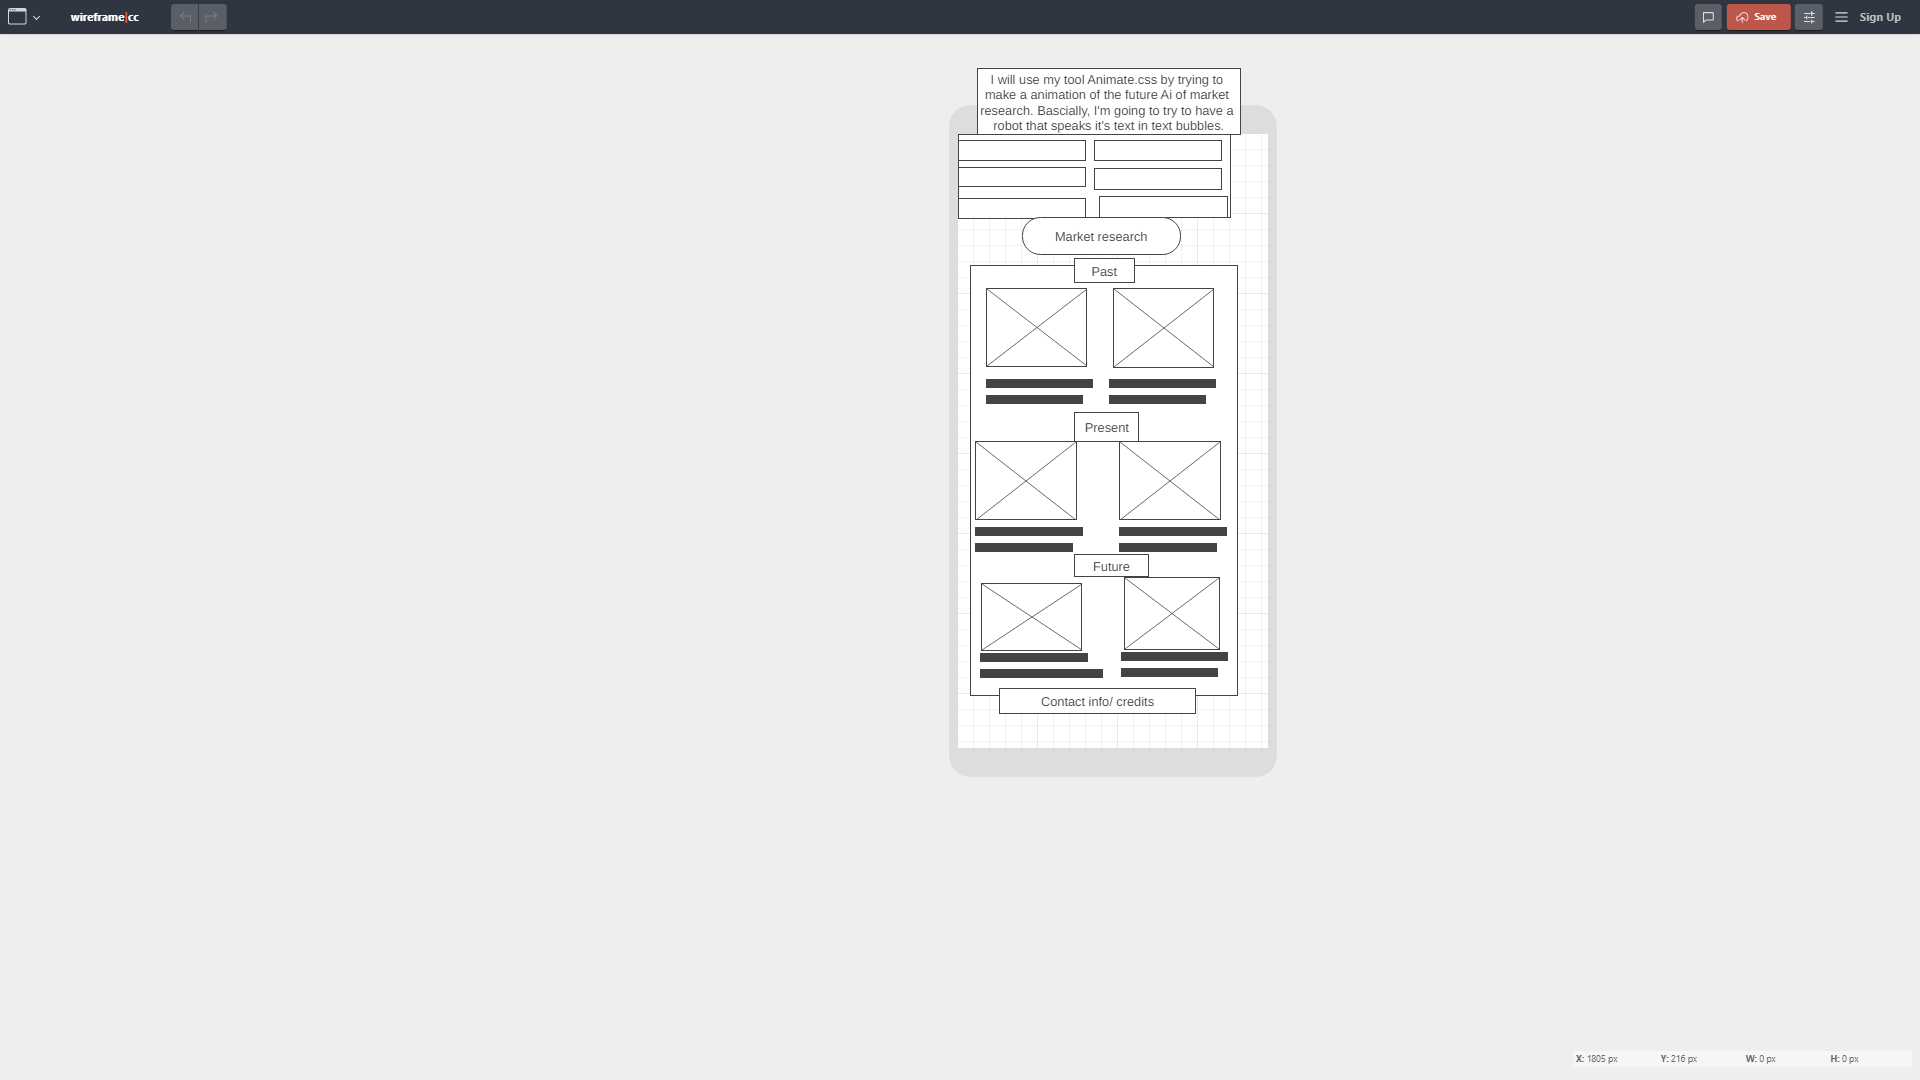 wireframe|cc
Save
Sign Up
I will use my tool Animate.css by trying to
make a animation of the future Ai of market
research. Bascially, I'm going to try to have a
robot that speaks it's text in text bubbles.
Market research
Past
Present
Future
Contact info/ credits
X: 1805 px Y: 216 px W: 0 px H: 0 px